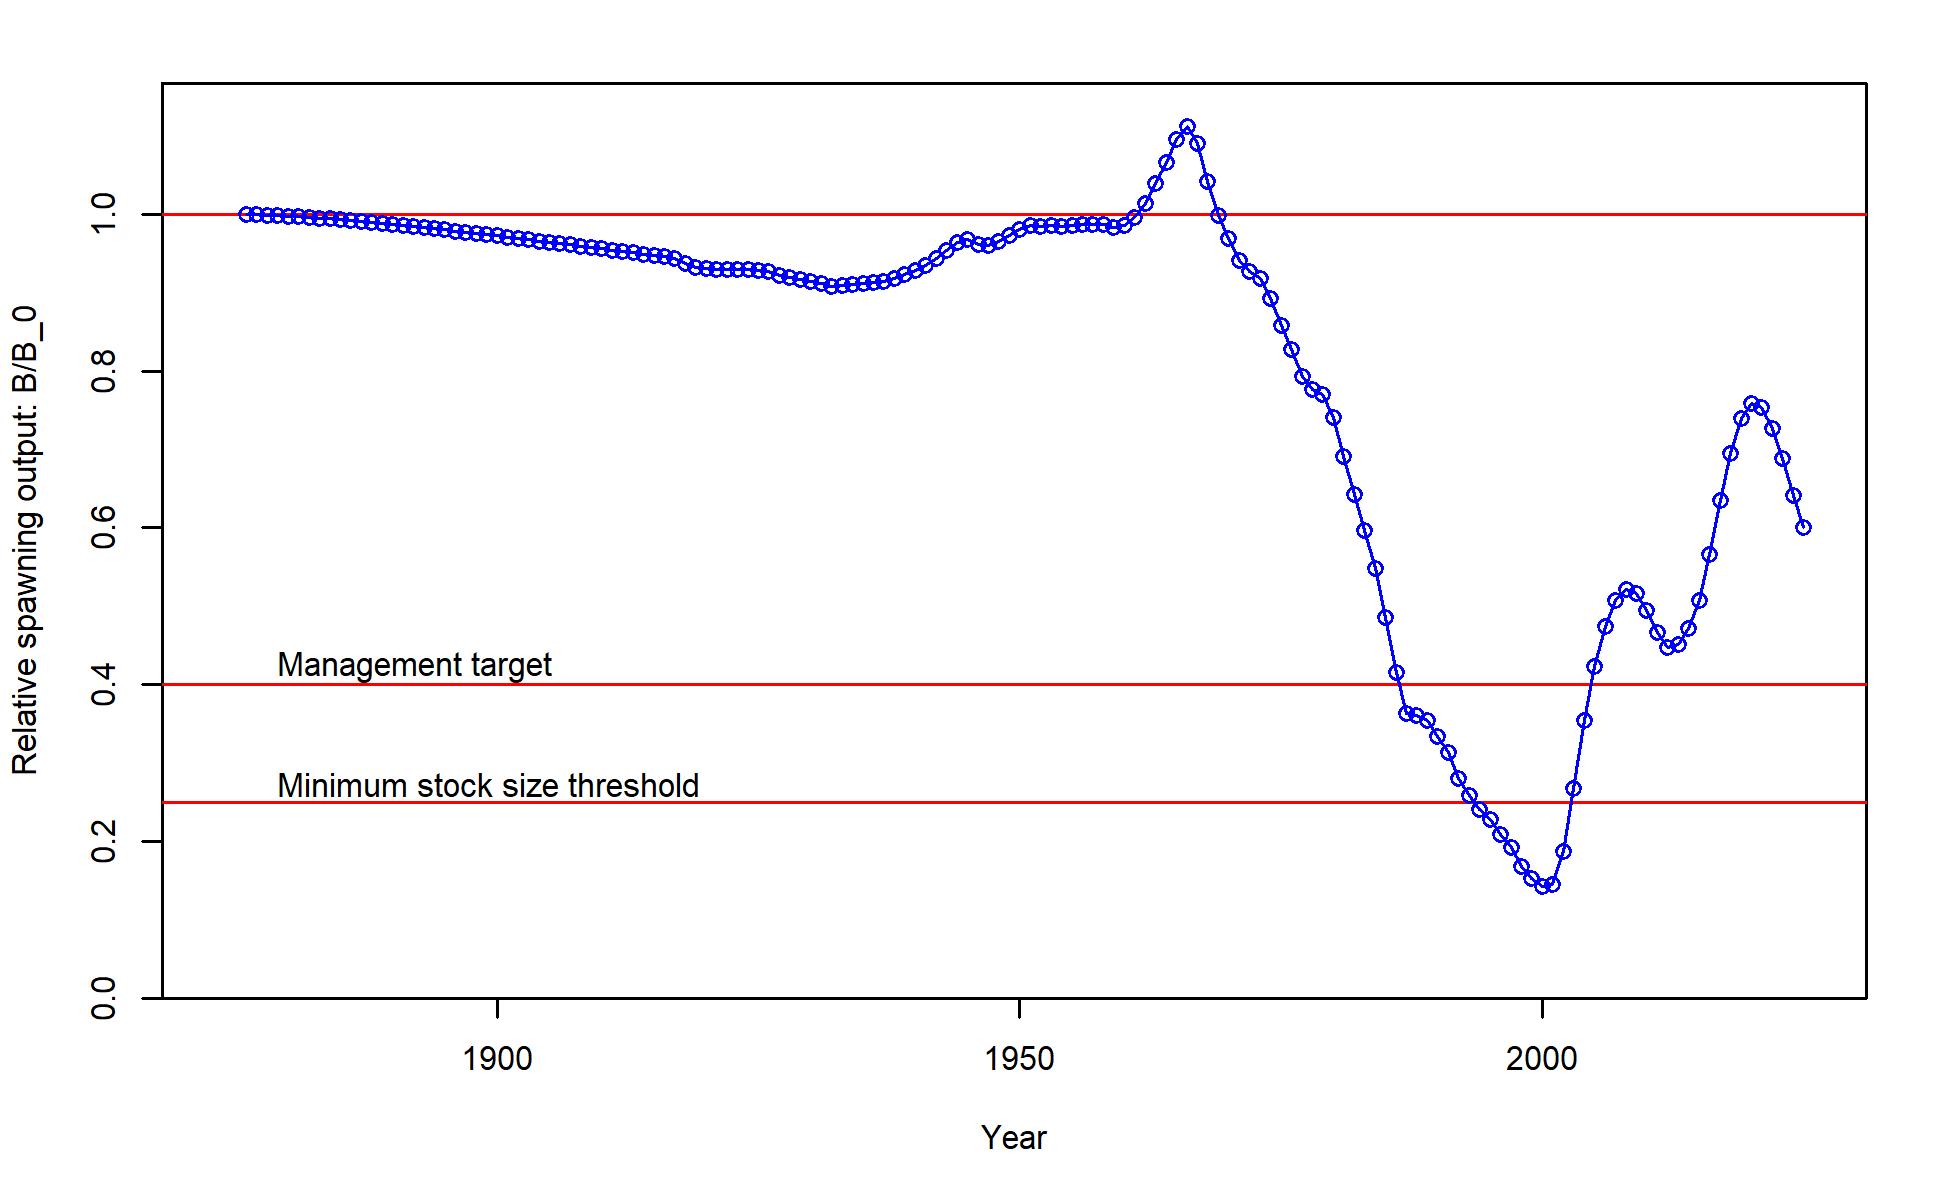 Relative spawning output: B/B_0
1.0
0.8
0.6
0.4
0.2
0.0
Management target
Minimum stock size threshold
1900
1950
2000
Year